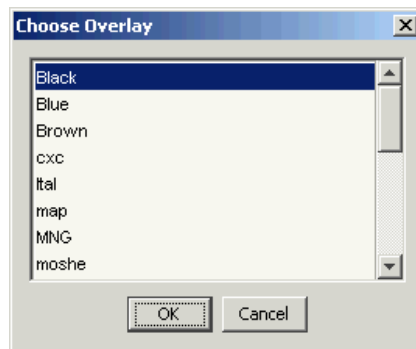 Choose Overlay
Black
Blue
Brown
cxc
Ital
map
MNG
moshe
OK Cancel